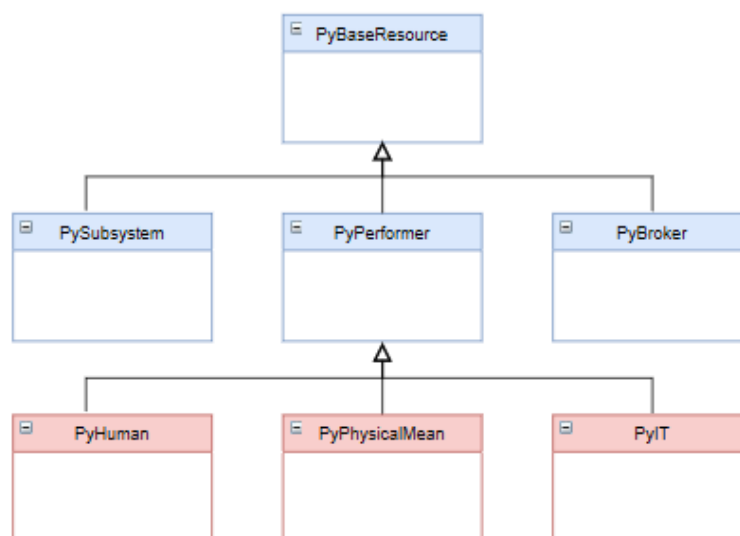 PyBaseResource
PySubsystem
PyPerformer
PyBroker
PyHuman
PyPhysicalMean
PyIT